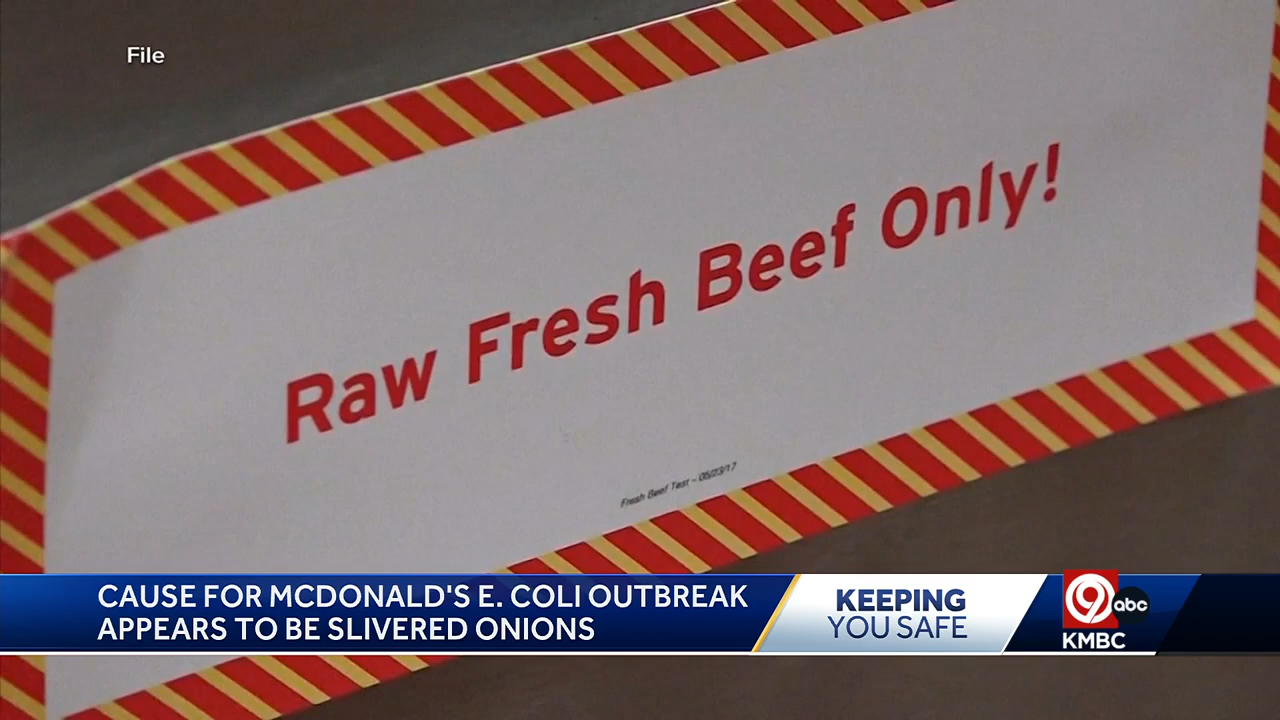 File
Raw Fresh Beef Only!
Fresh Beef Test - 05/23/17
CAUSE FOR MCDONALD'S E. COLI OUTBREAK
APPEARS TO BE SLIVERED ONIONS
KEEPING
YOU SAFE
9
abc
KMBC